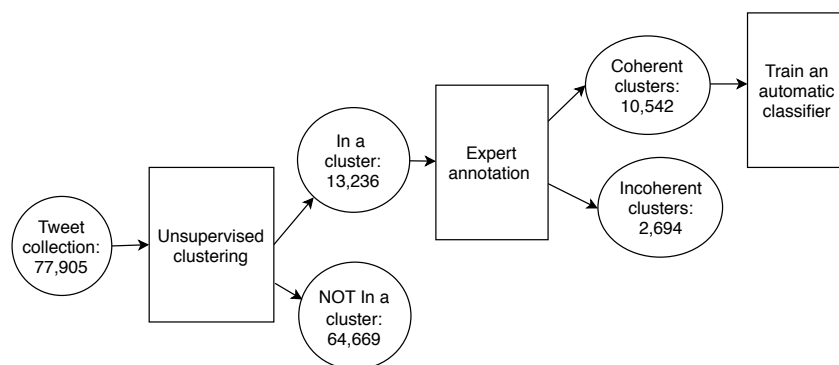 Tweet
collection:
77,905
Unsupervised
clustering
In a
cluster:
13,236
NOT In a
cluster:
64,669
Expert
annotation
Coherent
clusters:
10,542
Incoherent
clusters:
2,694
Train an
automatic
classifier